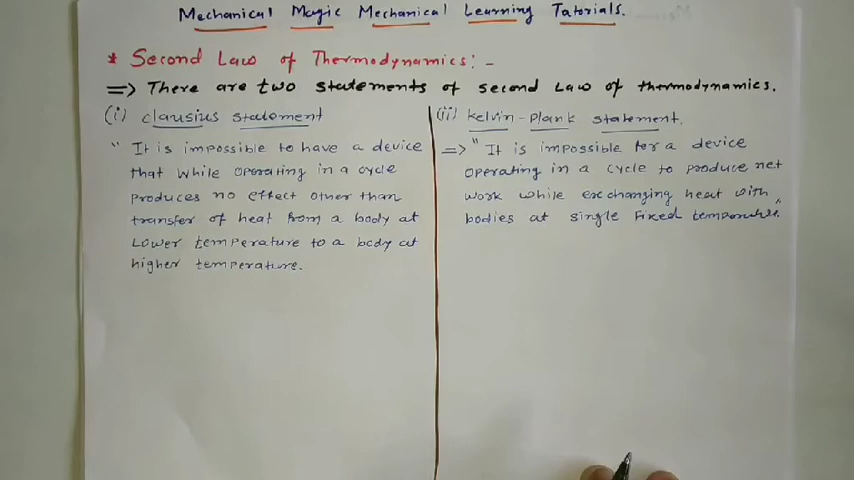 Mechanical Magic Mechanical Learning Tatorials.
* Second Law of Thermodynamics: -
=> There are two statements of second Law of thermodynamics.
(i) clausius statement
" It is impossible to have a device
that while operating in a cycle
produces no effect other than
transfer of heat from a body at
Lower temperature to a body at
higher temperature.
(ii) kelvin - plank statement.
=> " It is impossible for a device
operating in a cycle to produce net
work while exchanging heat with
bodies at single fixed temperature."